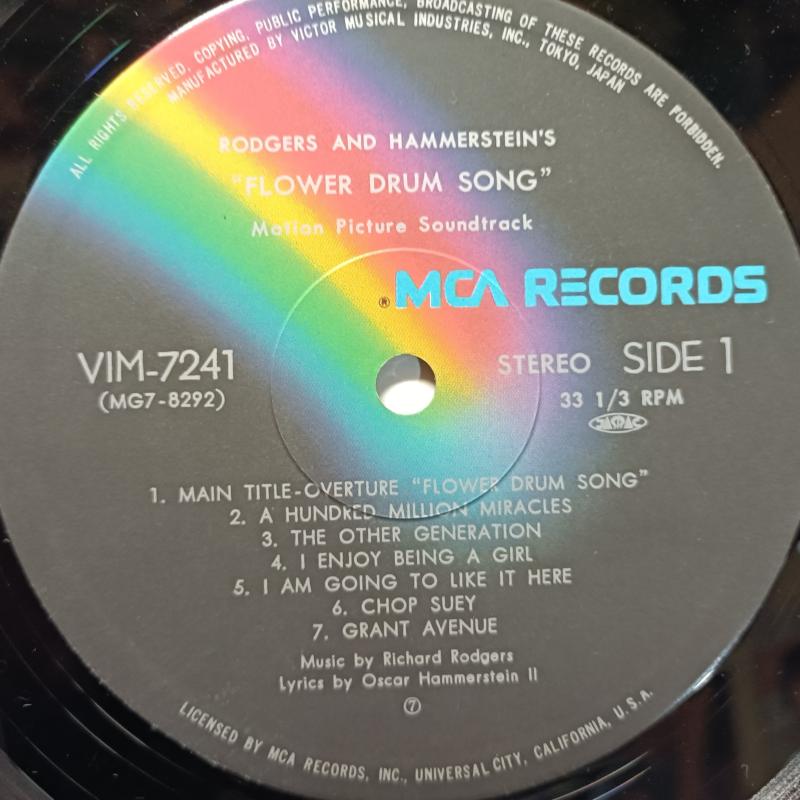 ALL RIGHTS RESERVED. COPYING, PUBLIC PERFORMANCE, BROADCASTING OF THESE RECORDS ARE FORBIDDEN.
MANUFACTURED BY VICTOR MUSICAL INDUSTRIES, INC., TOKYO, JAPAN
RODGERS AND HAMMERSTEIN'S
"FLOWER DRUM SONG"
Motion Picture Soundtrack
® MCA RECORDS
VIM-7241
(MG7-8292)
STEREO SIDE 1
33 1/3 RPM
JASRAC
1. MAIN TITLE-OVERTURE "FLOWER DRUM SONG"
2. A HUNDRED MILLION MIRACLES
3. THE OTHER GENERATION
4. I ENJOY BEING A GIRL
5. I AM GOING TO LIKE IT HERE
6. CHOP SUEY
7. GRANT AVENUE
Music by Richard Rodgers
Lyrics by Oscar Hammerstein II
⑦
LICENSED BY MCA RECORDS, INC., UNIVERSAL CITY, CALIFORNIA, U.S.A.